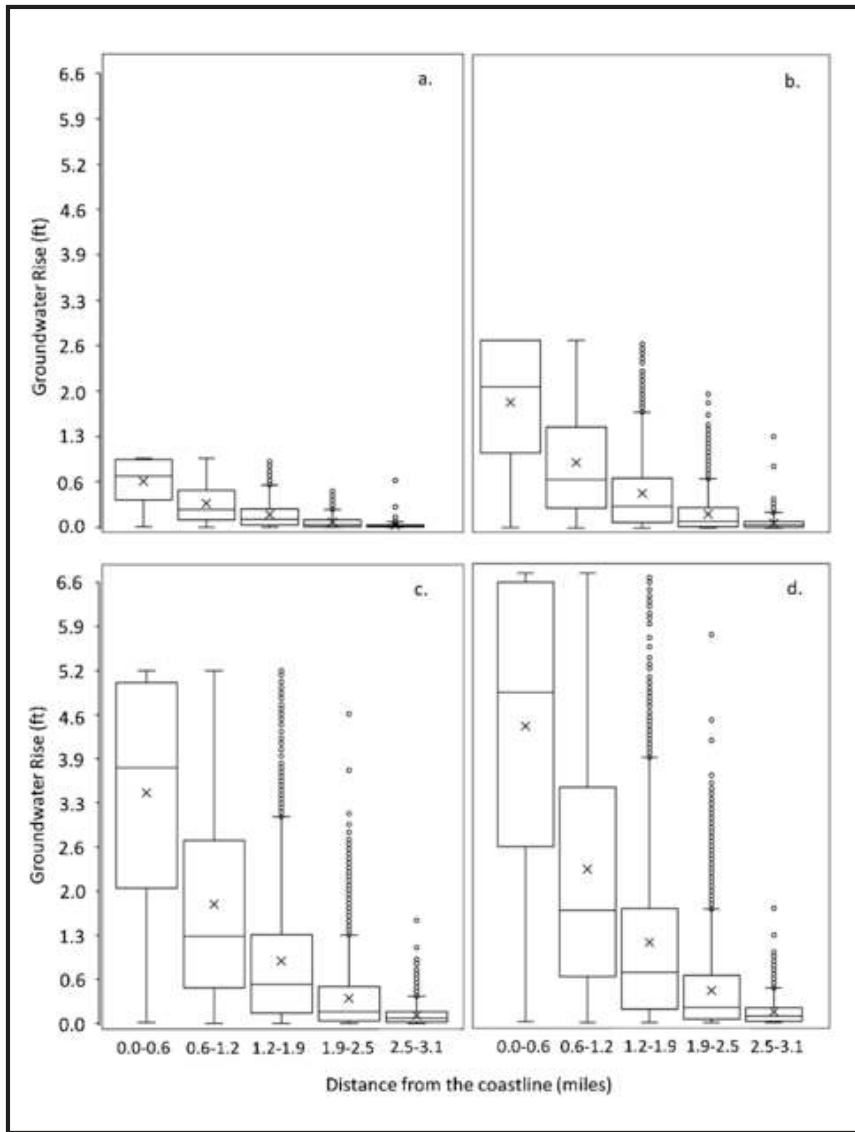 a.
b.
6.6
5.9
5.2
4.6
3.9
3.3
2.6
2.0
1.3
0.6
0.0
Groundwater Rise (ft)
c.
d.
6.6
5.9
5.2
4.6
3.9
3.3
2.6
2.0
1.3
0.6
0.0
Groundwater Rise (ft)
0.0-0.6 0.6-1.2 1.2-1.9 1.9-2.5 2.5-3.1 0.0-0.6 0.6-1.2 1.2-1.9 1.9-2.5 2.5-3.1
Distance from the coastline (miles)